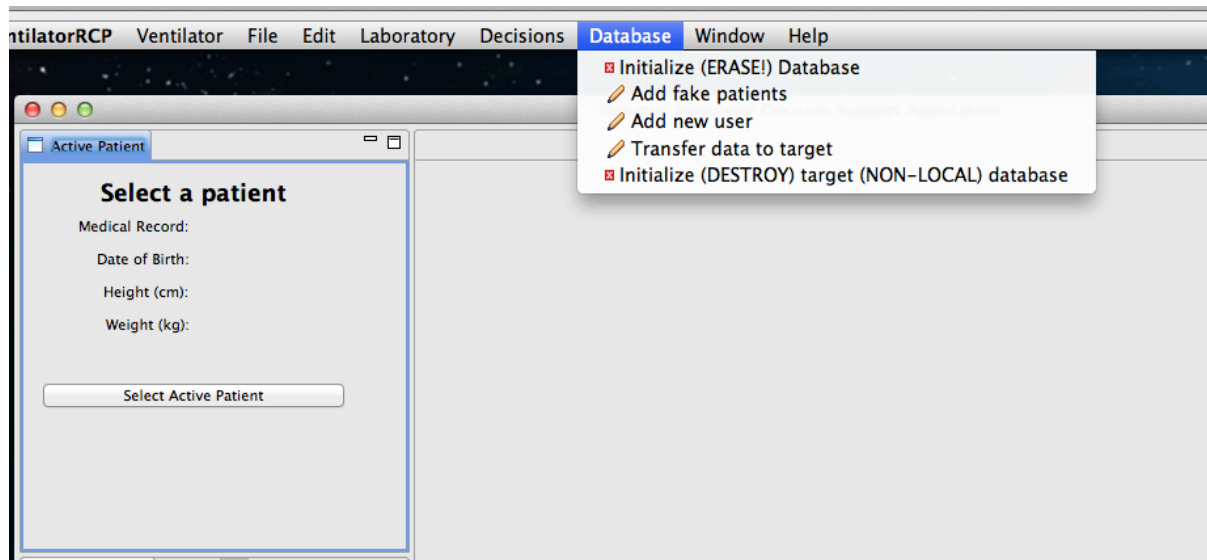 ntilatorRCP Ventilator File Edit Laboratory Decisions Database Window Help
Initialize (ERASE!) Database
Add fake patients
Add new user
Transfer data to target
Initialize (DESTROY) target (NON-LOCAL) database
Active Patient
Select a patient
Medical Record:
Date of Birth:
Height (cm):
Weight (kg):
Select Active Patient